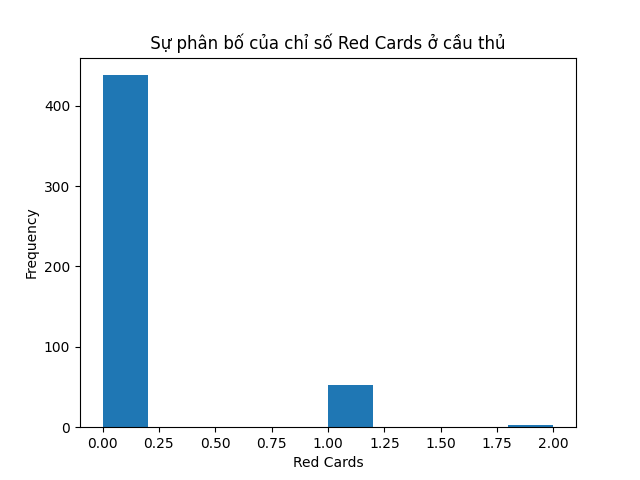 Sự phân bố của chỉ số Red Cards ở cầu thủ
400
300
200
100
0
Frequency
0.00 0.25 0.50 0.75 1.00 1.25 1.50 1.75 2.00
Red Cards